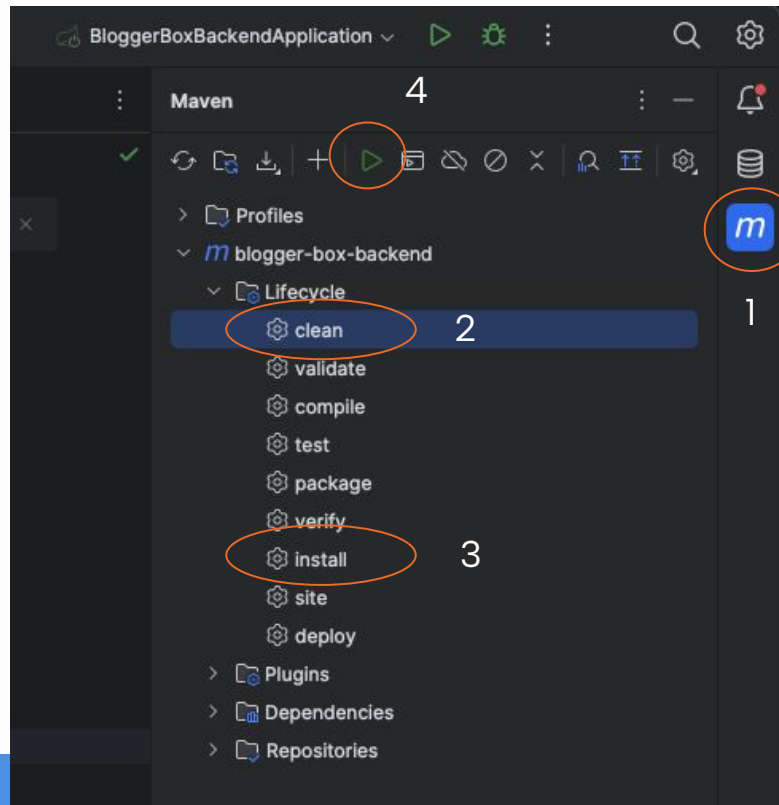 BloggerBoxBackendApplication
4
Maven
Profiles
m
m blogger-box-backend
1
Lifecycle
clean 2
validate
compile
test
package
verify
install 3
site
deploy
Plugins
Dependencies
Repositories